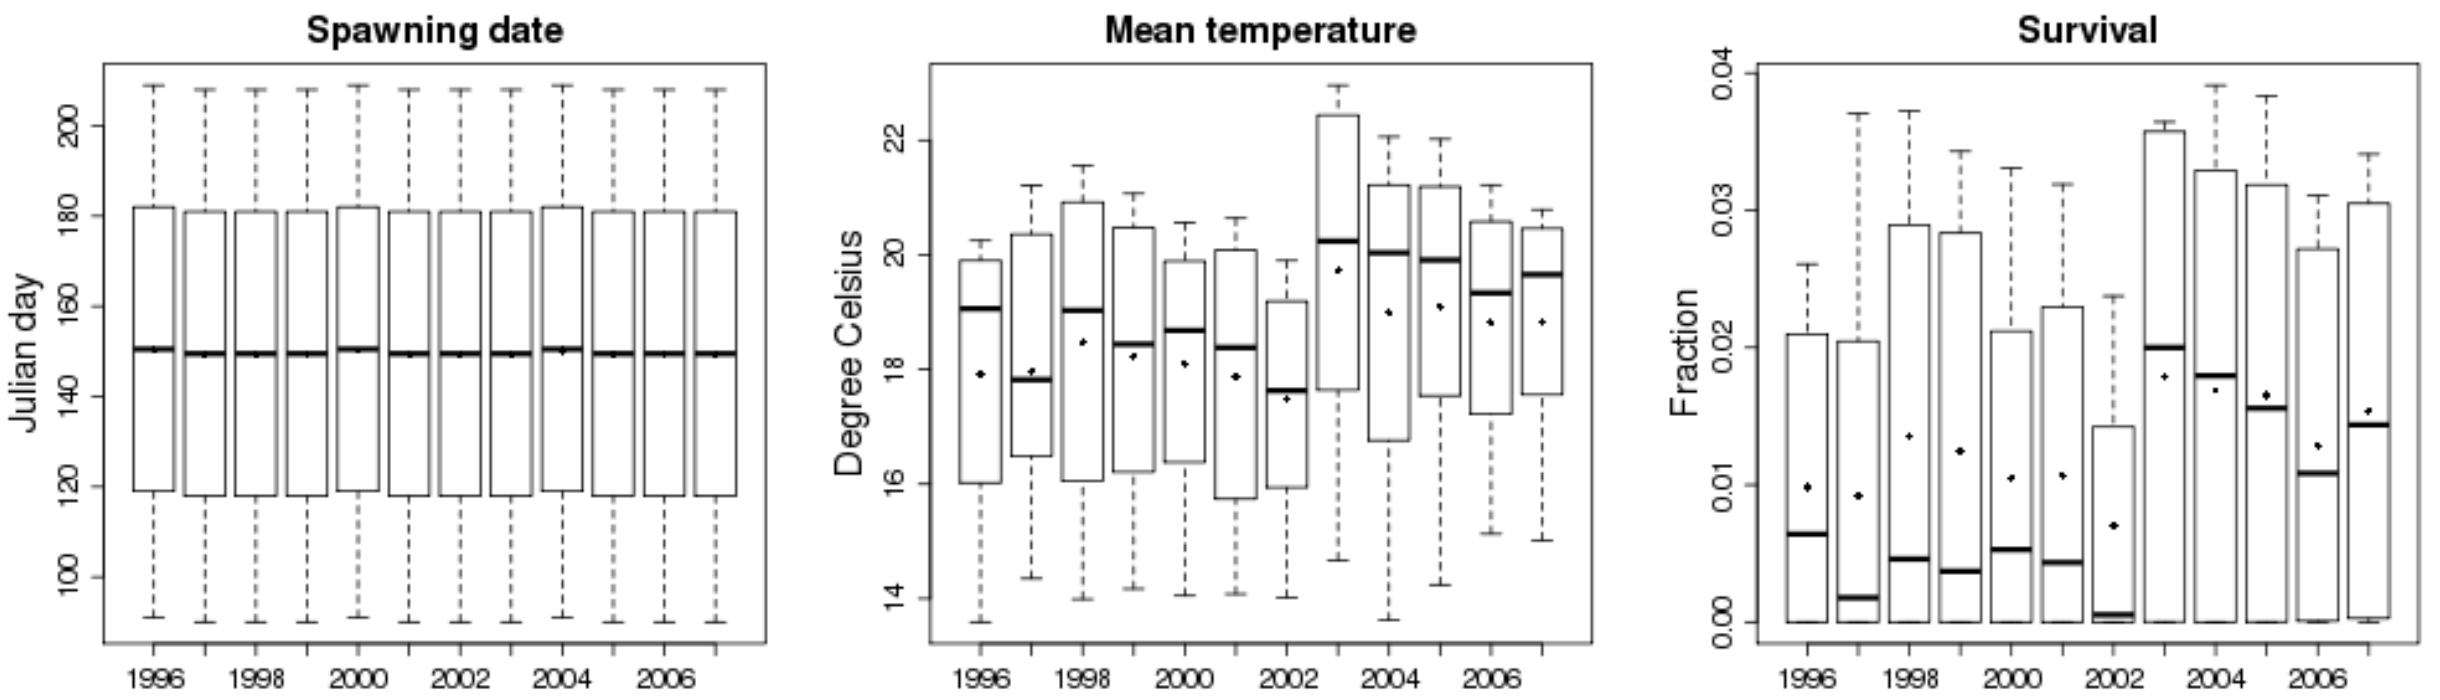 Spawning date
Julian day
200
180
160
140
120
100
1996 1998 2000 2002 2004 2006
Mean temperature
Degree Celsius
22
20
18
16
14
1996 1998 2000 2002 2004 2006
Survival
Fraction
0.04
0.03
0.02
0.01
0.00
1996 1998 2000 2002 2004 2006